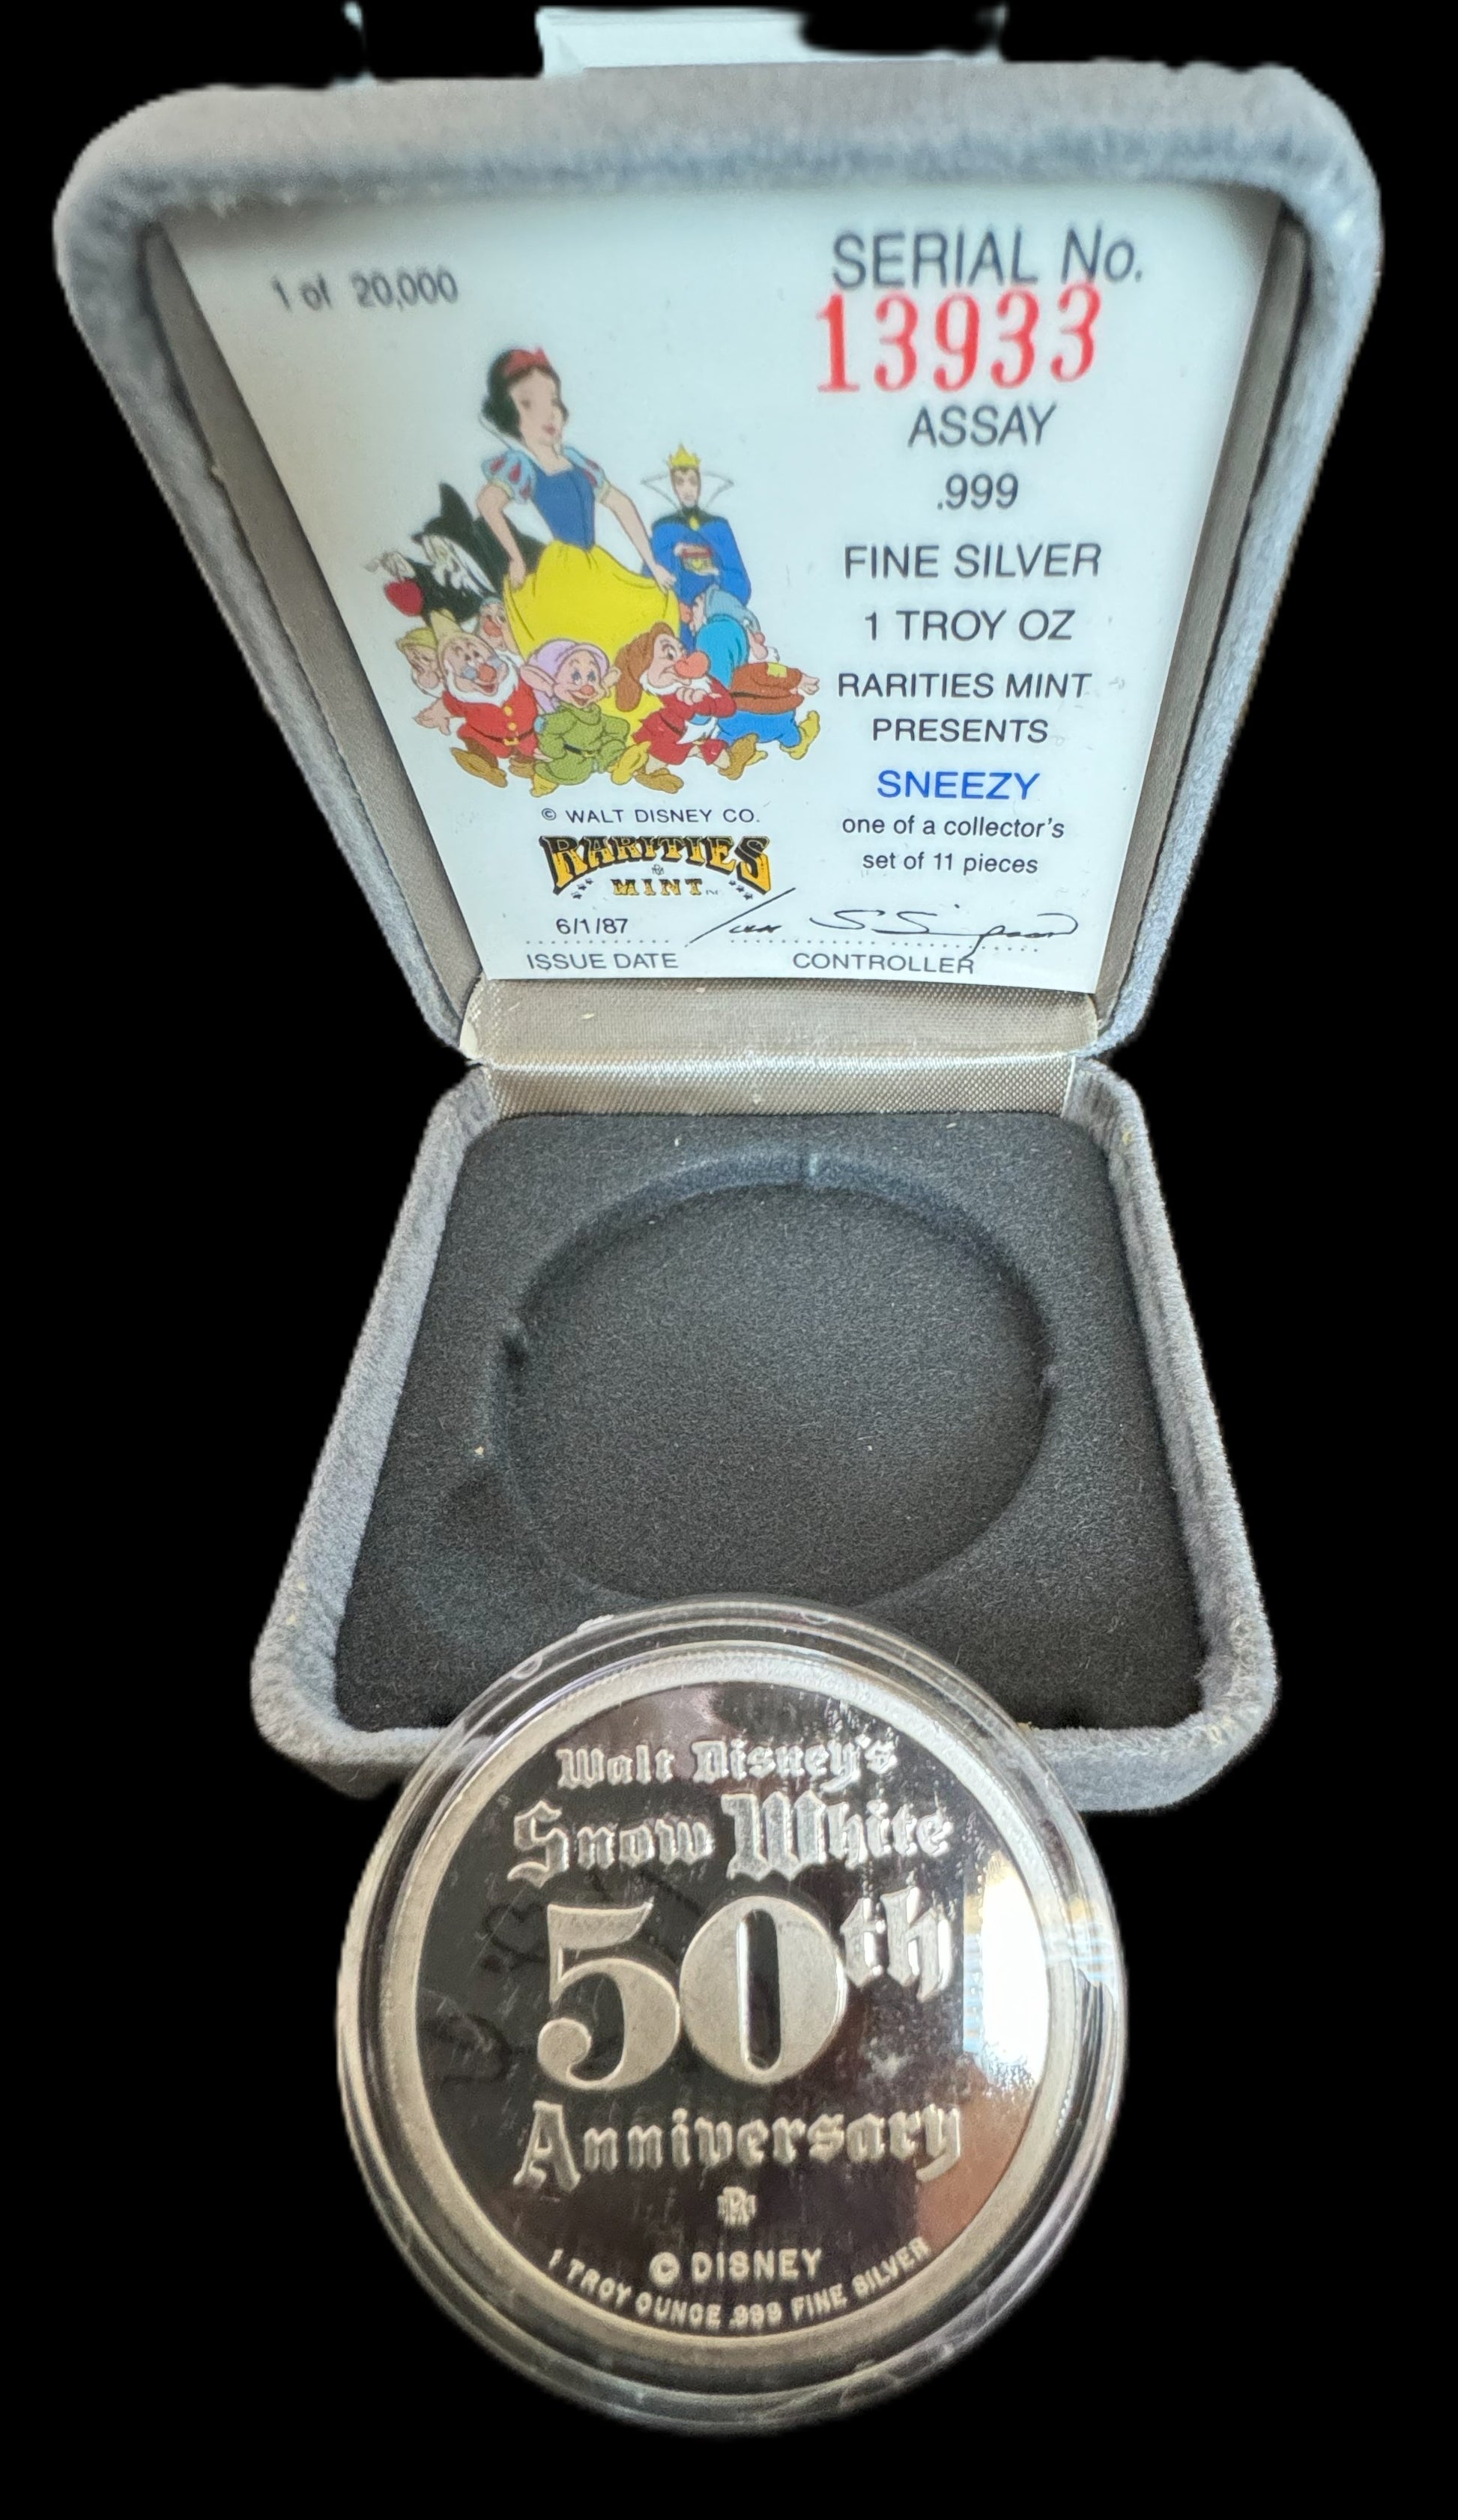 1 of 20,000
SERIAL No.
13933
ASSAY
.999
FINE SILVER
1 TROY OZ
RARITIES MINT
PRESENTS
SNEEZY
one of a collector's
set of 11 pieces
© WALT DISNEY CO.
RARITIES
MINT
6/1/87
ISSUE DATE
CONTROLLER
Walt Disney's
Snow White
50th
Anniversary
© DISNEY
1 TROY OUNCE .999 FINE SILVER